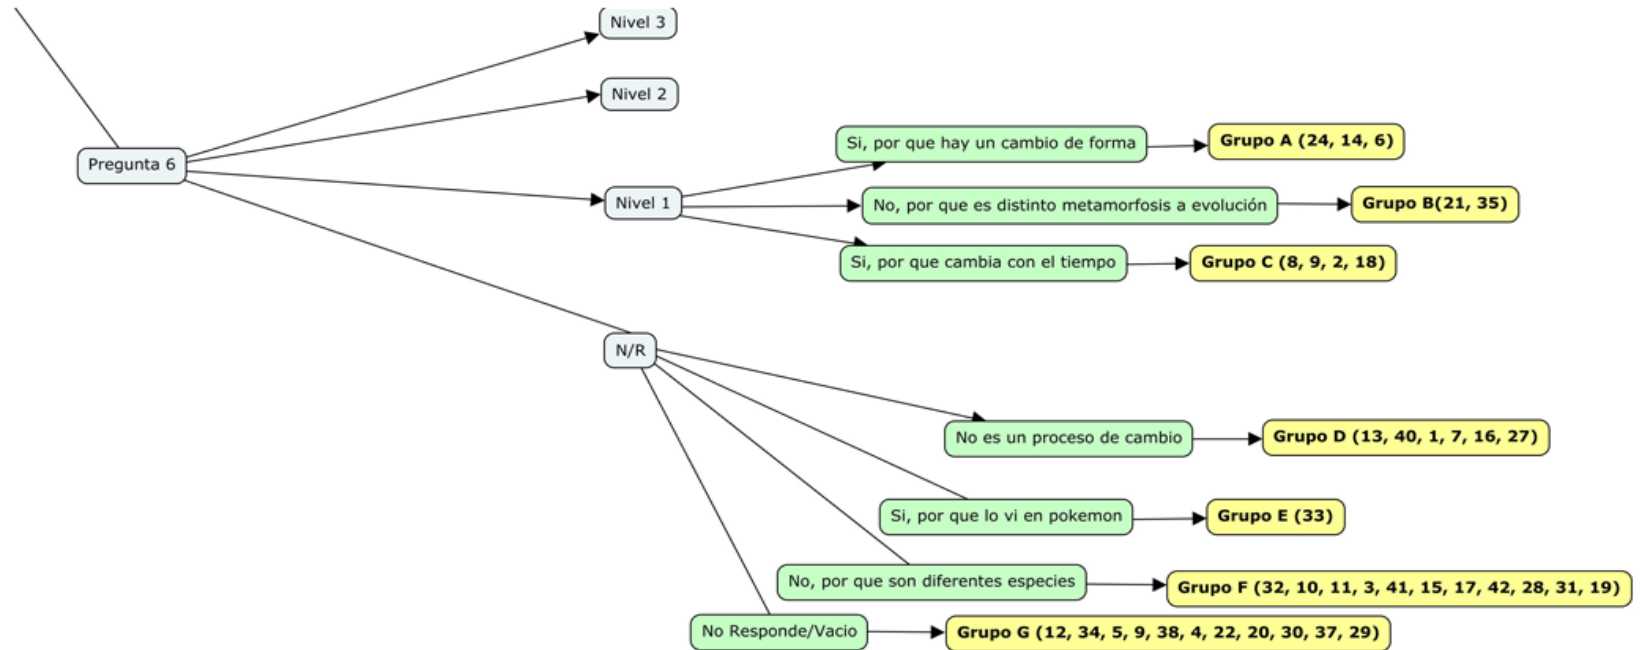 Nivel 3
Nivel 2
Pregunta 6
Si, por que hay un cambio de forma
Grupo A (24, 14, 6)
Nivel 1
No, por que es distinto metamorfosis a evolución
Grupo B(21, 35)
Si, por que cambia con el tiempo
Grupo C (8, 9, 2, 18)
N/R
No es un proceso de cambio
Grupo D (13, 40, 1, 7, 16, 27)
Si, por que lo vi en pokemon
Grupo E (33)
No, por que son diferentes especies
Grupo F (32, 10, 11, 3, 41, 15, 17, 42, 28, 31, 19)
No Responde/Vacio
Grupo G (12, 34, 5, 9, 38, 4, 22, 20, 30, 37, 29)